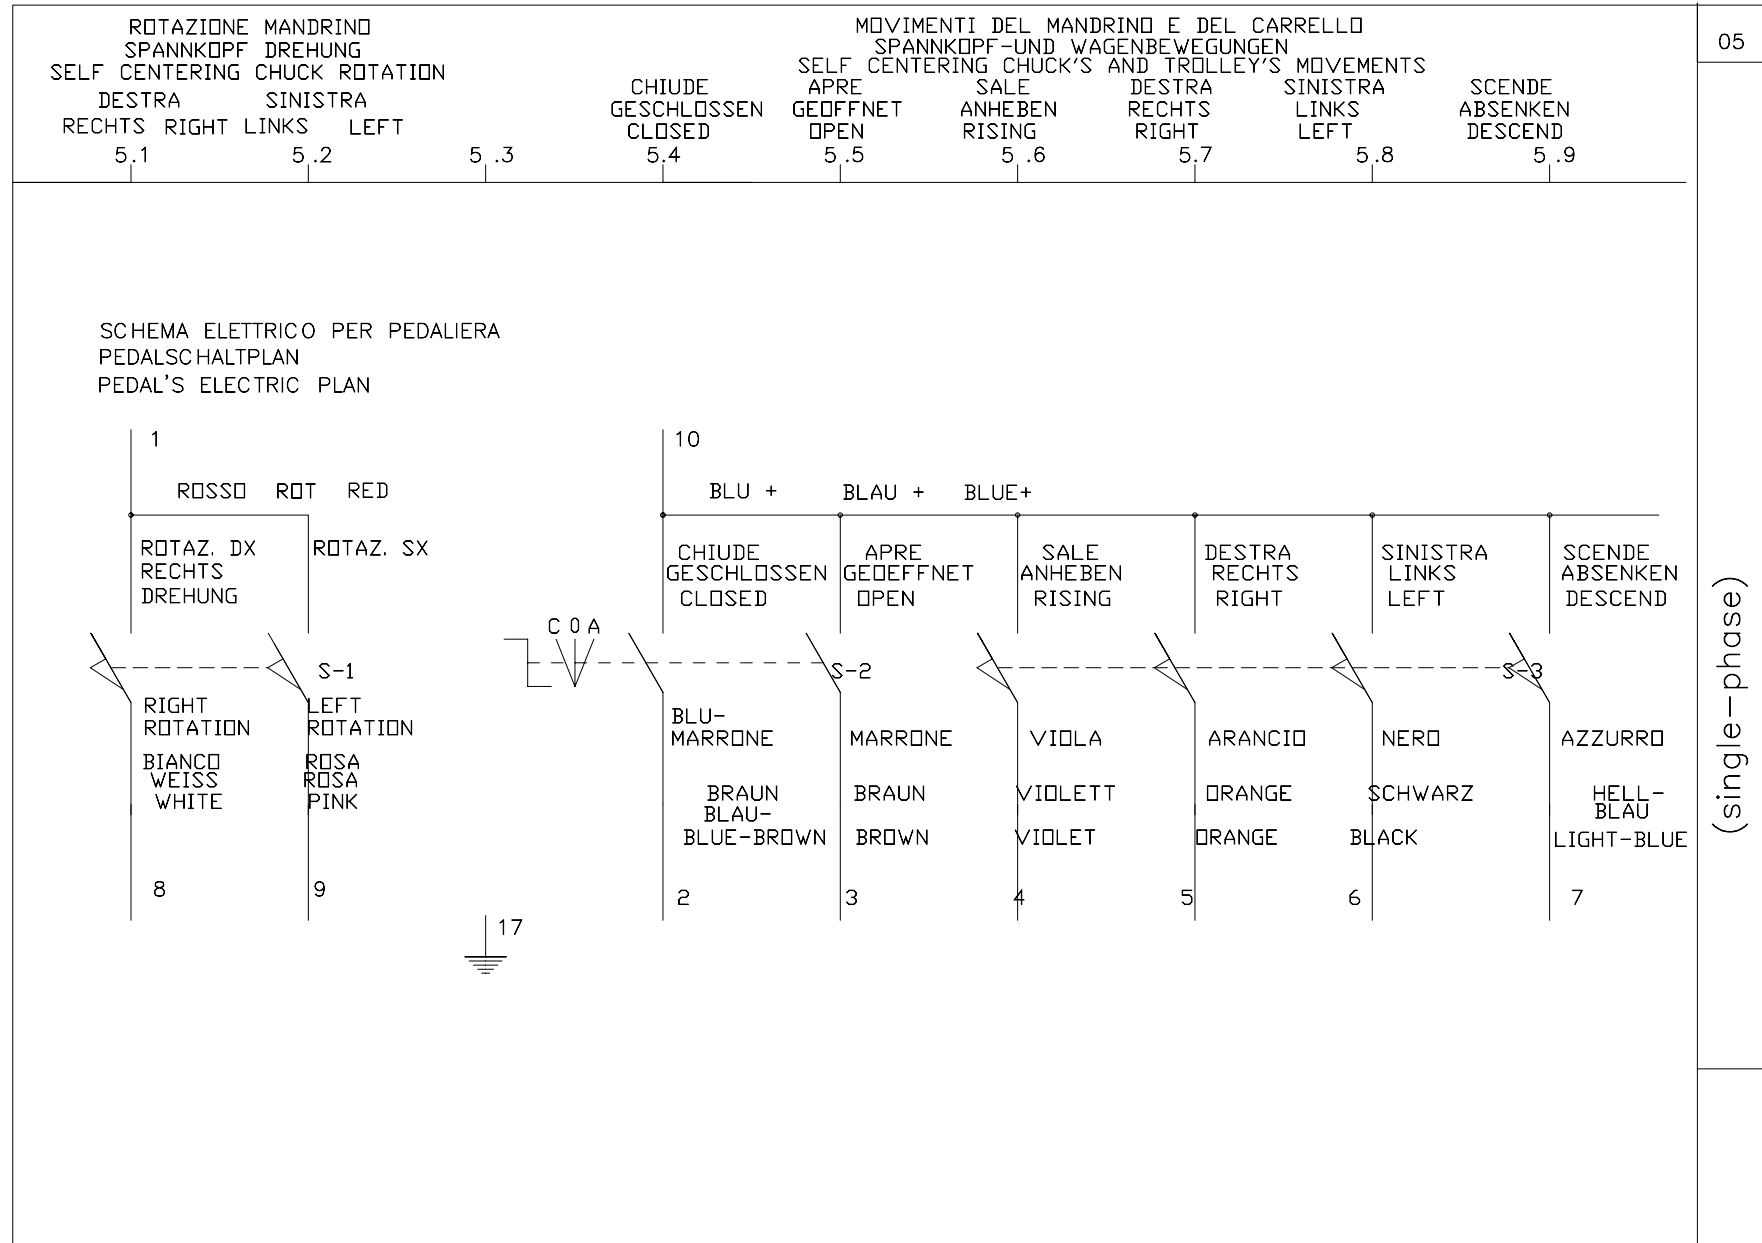 ROTAZIONE MANDRINO
SPANNKOPF DREHUNG
SELF CENTERING CHUCK ROTATION
DESTRA SINISTRA
RECHTS RIGHT LINKS LEFT
MOVIMENTI DEL MANDRINO E DEL CARRELLO
SPANNKOPF-UND WAGENBEWEGUNGEN
SELF CENTERING CHUCK'S AND TROLLEY'S MOVEMENTS
CHIUDE APRE SALE DESTRA SINISTRA SCENDE
GESCHLOSSEN GEOFFNET ANHEBEN RECHTS LINKS ABSENKEN
CLOSED OPEN RISING RIGHT LEFT DESCEND
5.1 5.2 5.3 5.4 5.5 5.6 5.7 5.8 5.9
05
SCHEMA ELETTRICO PER PEDALIERA
PEDALSCHALTPLAN
PEDAL'S ELECTRIC PLAN
1 10
ROSSO ROT RED BLU + BLAU + BLUE+
ROTAZ. DX ROTAZ. SX
RECHTS
DREHUNG
CHIUDE APRE SALE DESTRA SINISTRA SCENDE
GESCHLOSSEN GEOEFFNET ANHEBEN RECHTS LINKS ABSENKEN
CLOSED OPEN RISING RIGHT LEFT DESCEND
C 0 A
S-1 S-2 S-3
RIGHT LEFT
ROTATION ROTATION
BIANCO ROSA
WEISS ROSA
WHITE PINK
BLU-
MARRONE MARRONE VIOLA ARANCIO NERO AZZURRO
BRAUN BRAUN VIOLETT ORANGE SCHWARZ HELL-
BLAU- BLAU
BLUE-BROWN BROWN VIOLET ORANGE BLACK LIGHT-BLUE
8 9 2 3 4 5 6 7
17
(single-phase)